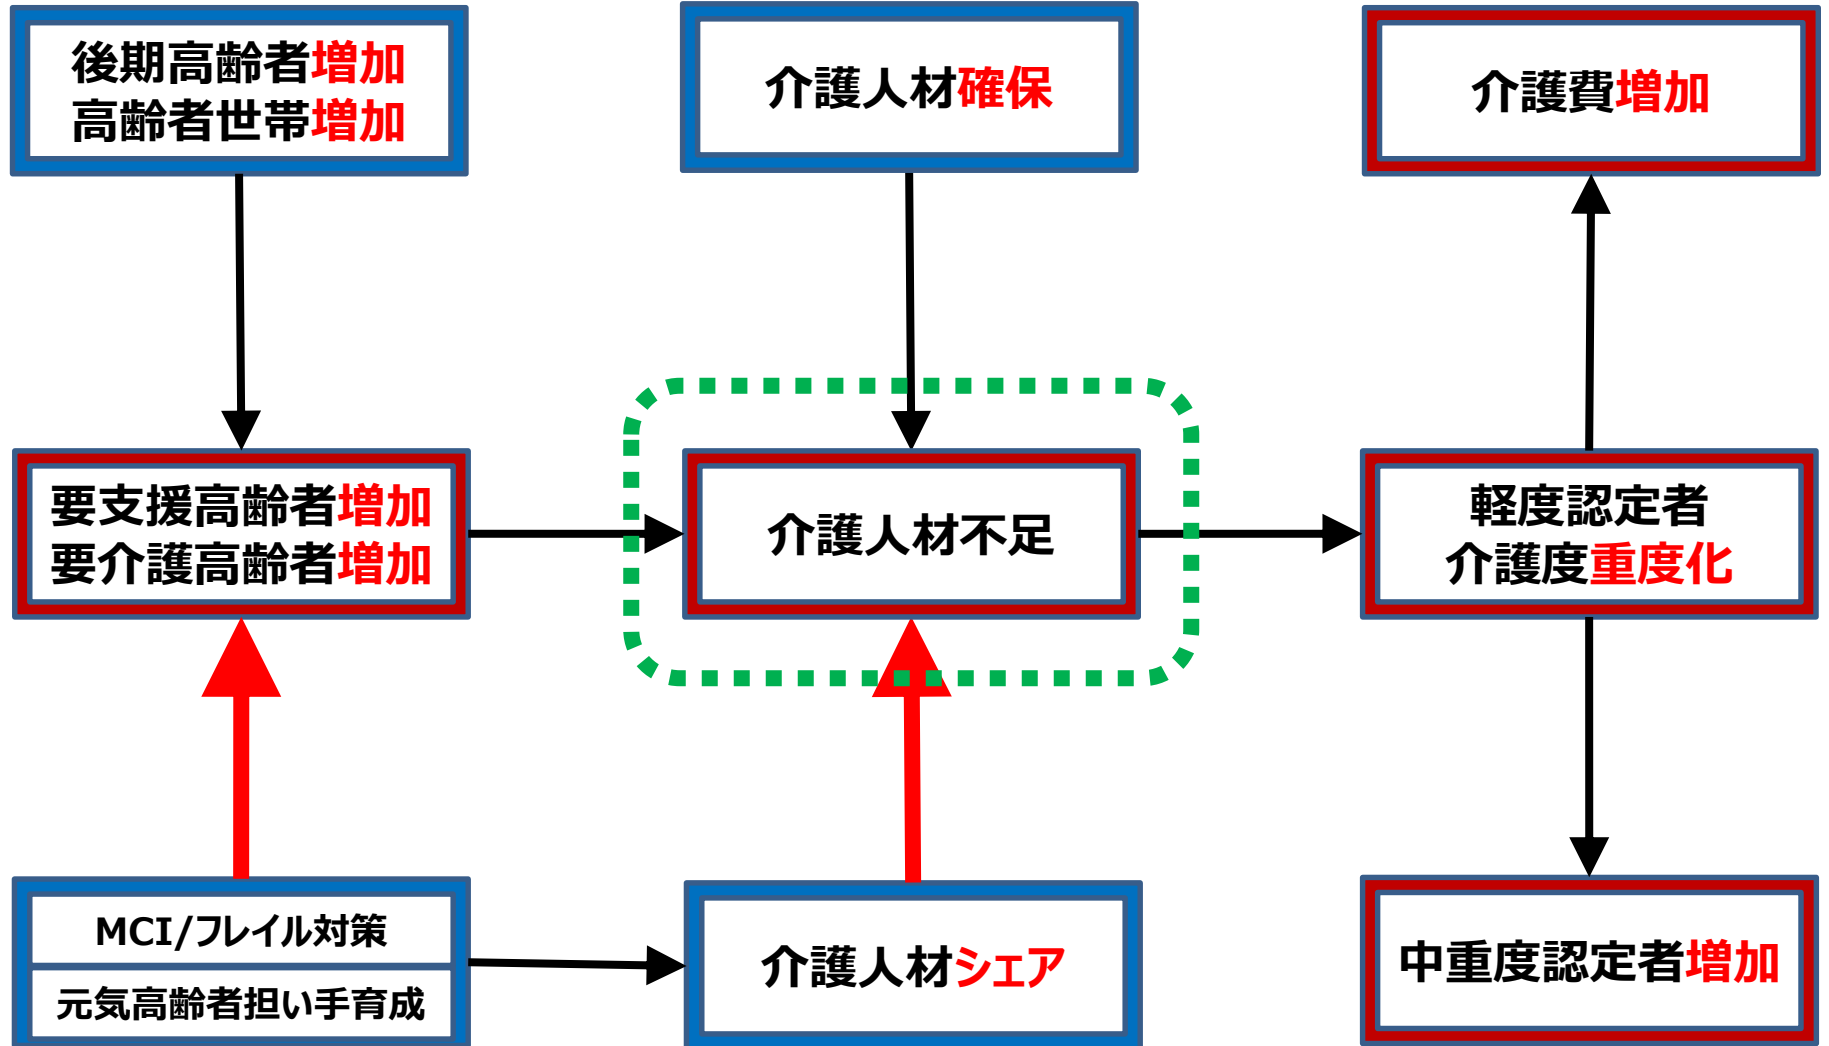 後期高齢者増加
高齢者世帯増加
介護人材確保
介護費増加
要支援高齢者増加
要介護高齢者増加
介護人材不足
軽度認定者
介護度重度化
MCI/フレイル対策
元気高齢者担い手育成
介護人材シェア
中重度認定者増加